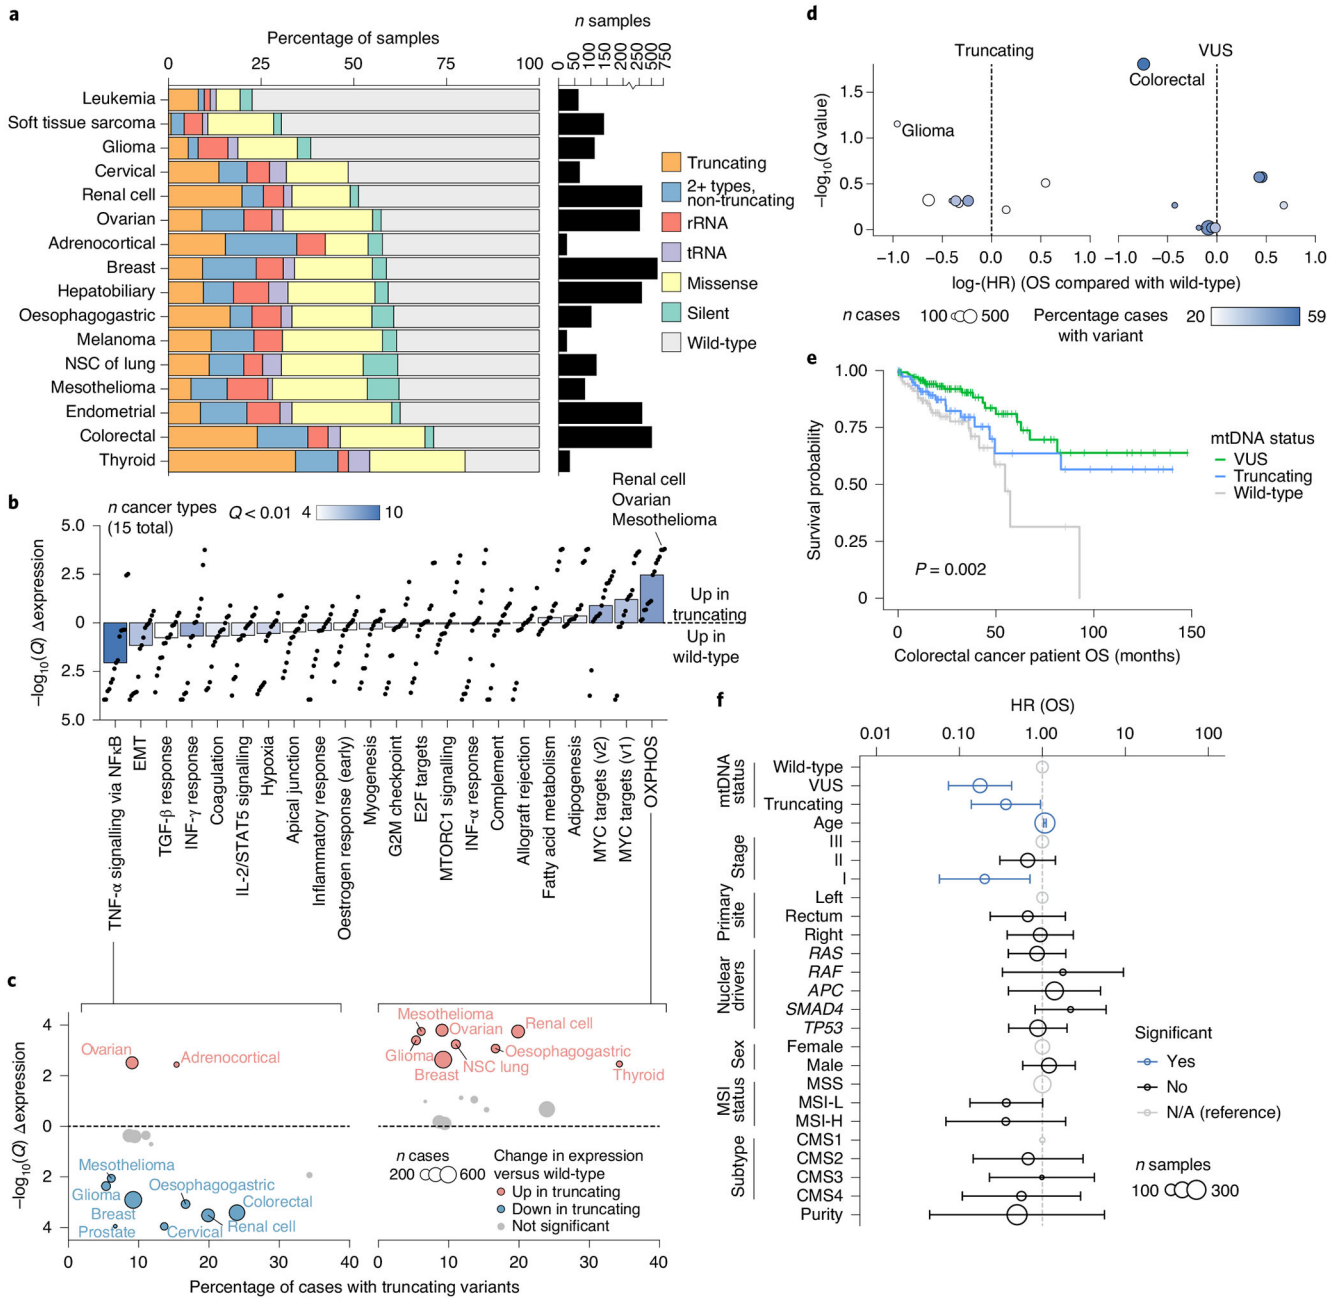 a
Percentage of samples
n samples
0
25
50
75
100
0
50
100
150
200
250
500
750
Leukemia
Soft tissue sarcoma
Glioma
Cervical
Renal cell
Ovarian
Adrenocortical
Breast
Hepatobiliary
Oesophagogastric
Melanoma
NSC of lung
Mesothelioma
Endometrial
Colorectal
Thyroid
Truncating
2+ types,
non-truncating
rRNA
tRNA
Missense
Silent
Wild-type
b
n cancer types
(15 total)
Q < 0.01
4
10
Renal cell
Ovarian
Mesothelioma
−log10(Q) Δexpression
5.0
2.5
0
2.5
5.0
Up in
truncating
Up in
wild-type
TNF-α signalling via NFκB
EMT
TGF-β response
INF-γ response
Coagulation
IL-2/STAT5 signalling
Hypoxia
Apical junction
Inflammatory response
Oestrogen response (early)
Myogenesis
G2M checkpoint
E2F targets
MTORC1 signalling
INF-α response
Complement
Allograft rejection
Fatty acid metabolism
Adipogenesis
MYC targets (v2)
MYC targets (v1)
OXPHOS
c
−log10(Q) Δexpression
4
2
0
2
4
Ovarian
Adrenocortical
Mesothelioma
Glioma
Oesophagogastric
Breast
Colorectal
Prostate
Cervical
Renal cell
Mesothelioma
Ovarian
Renal cell
Glioma
Oesophagogastric
NSC lung
Breast
Thyroid
n cases
200
600
Change in expression
versus wild-type
Up in truncating
Down in truncating
Not significant
0
10
20
30
40
0
10
20
30
40
Percentage of cases with truncating variants
d
Truncating
VUS
−log10(Q value)
1.5
1.0
0.5
0
Glioma
Colorectal
−1.0
−0.5
0.0
0.5
1.0
−1.0
−0.5
0.0
0.5
1.0
log-(HR) (OS compared with wild-type)
n cases
100
500
Percentage cases
with variant
20
59
e
Survival probability
1.00
0.75
0.50
0.25
0
P = 0.002
mtDNA status
VUS
Truncating
Wild-type
0
50
100
150
Colorectal cancer patient OS (months)
f
HR (OS)
0.01
0.10
1.00
10
100
mtDNA
status
Wild-type
VUS
Truncating
Age
Stage
III
II
I
Primary
site
Left
Rectum
Right
Nuclear
drivers
RAS
RAF
APC
SMAD4
TP53
Sex
Female
Male
MSI
status
MSS
MSI-L
MSI-H
Subtype
CMS1
CMS2
CMS3
CMS4
Purity
Significant
Yes
No
N/A (reference)
n samples
100
300